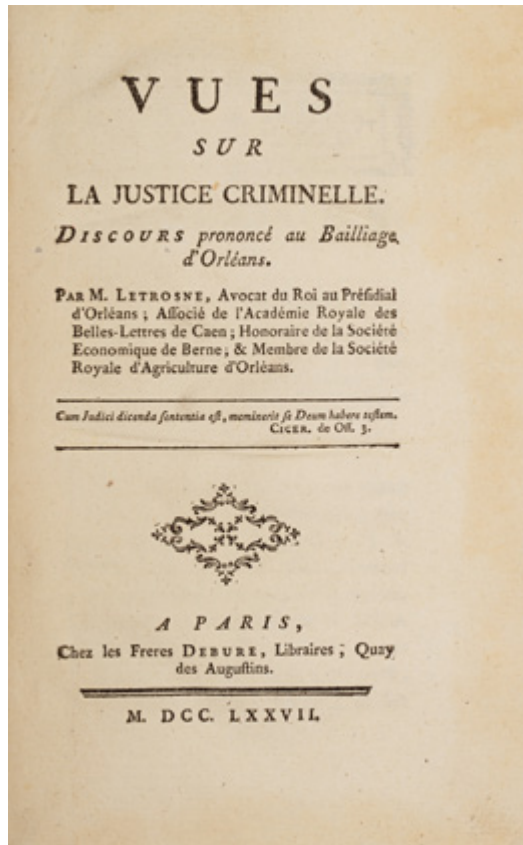 VUES
SUR
LA JUSTICE CRIMINELLE.
DISCOURS prononcé au Bailliage
d'Orléans.
PAR M. LETROSNE, Avocat du Roi au Préſidial
d'Orléans ; Aſſocié de l'Académie Royale des
Belles-Lettres de Caen ; Honoraire de la Société
Economique de Berne ; & Membre de la Société
Royale d'Agriculture d'Orléans.
Cum Judici dicenda ſententia eſt, meminerit ſe Deum habere teſtem.
CICER. de Off. 3.
A PARIS,
Chez les Freres DEBURE, Libraires ; Quay
des Auguſtins.
M. DCC. LXXVII.